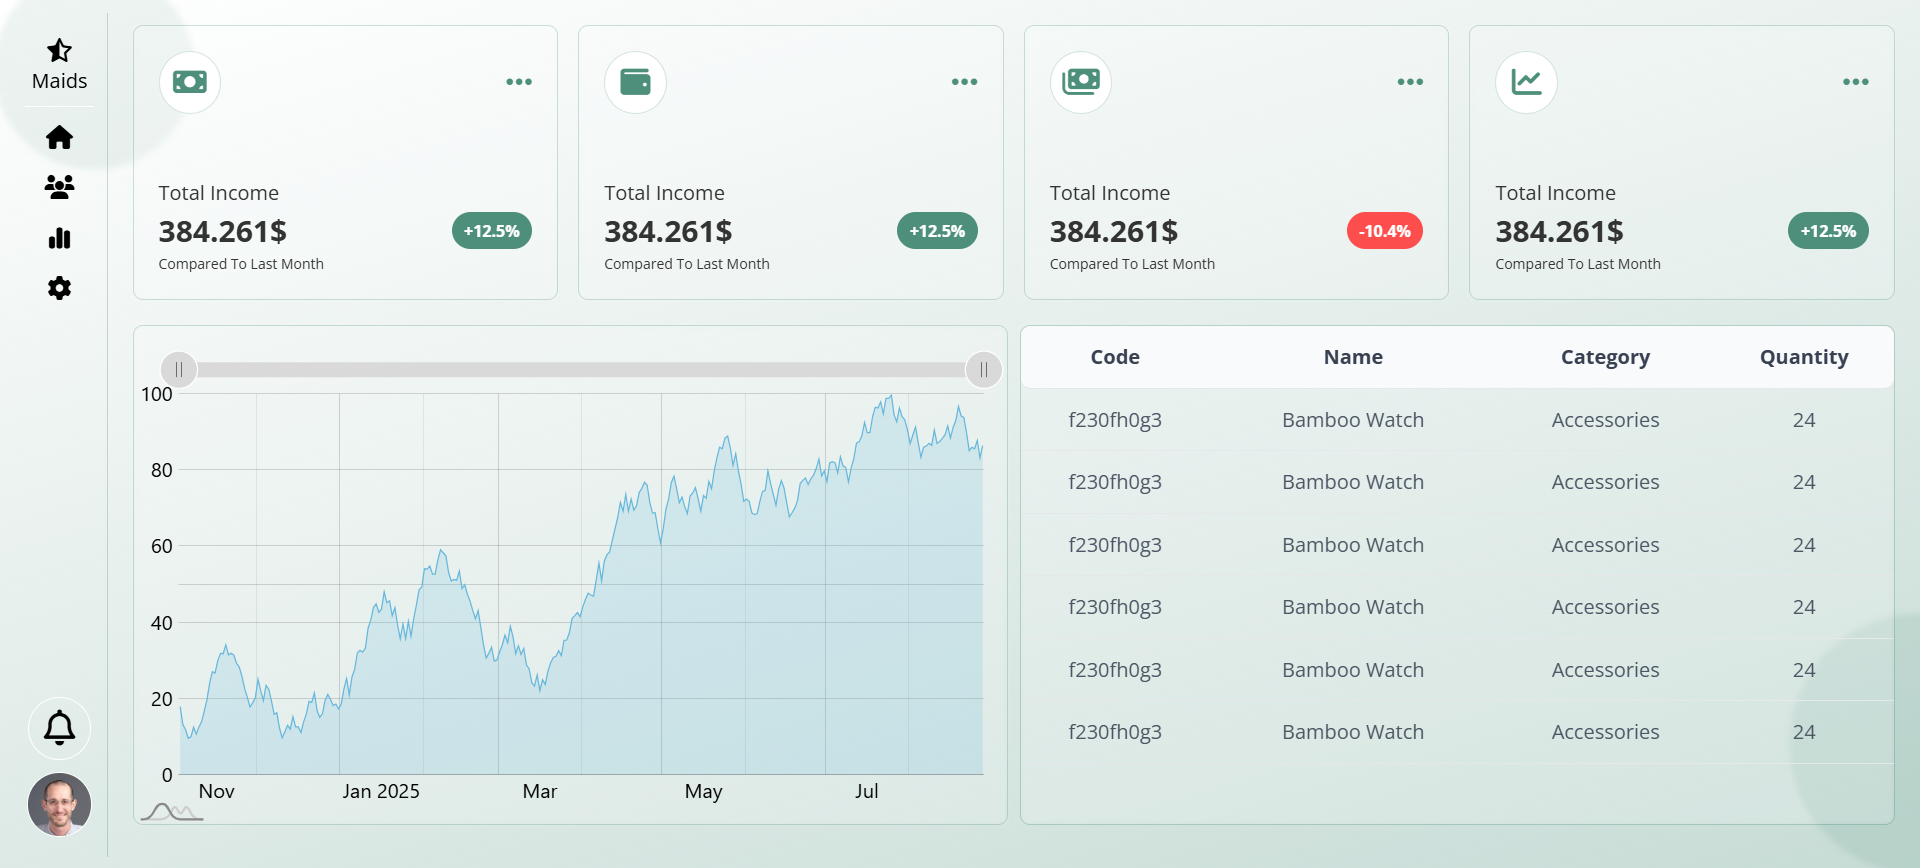 Maids
Total Income
384.261$
+12.5%
Compared To Last Month
Total Income
384.261$
+12.5%
Compared To Last Month
Total Income
384.261$
-10.4%
Compared To Last Month
Total Income
384.261$
+12.5%
Compared To Last Month
100
80
60
40
20
0
Nov Jan 2025 Mar May Jul
Code Name Category Quantity
f230fh0g3 Bamboo Watch Accessories 24
f230fh0g3 Bamboo Watch Accessories 24
f230fh0g3 Bamboo Watch Accessories 24
f230fh0g3 Bamboo Watch Accessories 24
f230fh0g3 Bamboo Watch Accessories 24
f230fh0g3 Bamboo Watch Accessories 24